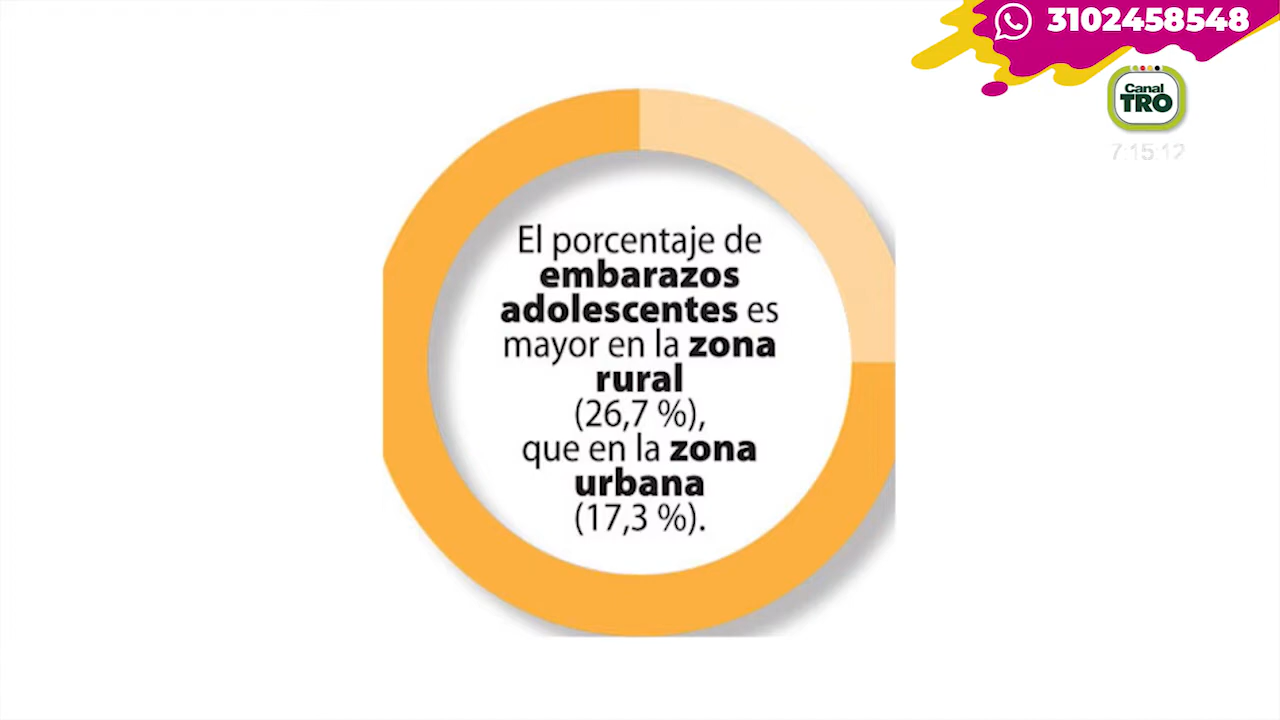 3102458548
Canal
TRO
7:15:12
El porcentaje de
embarazos
adolescentes es
mayor en la zona
rural
(26,7 %),
que en la zona
urbana
(17,3 %).